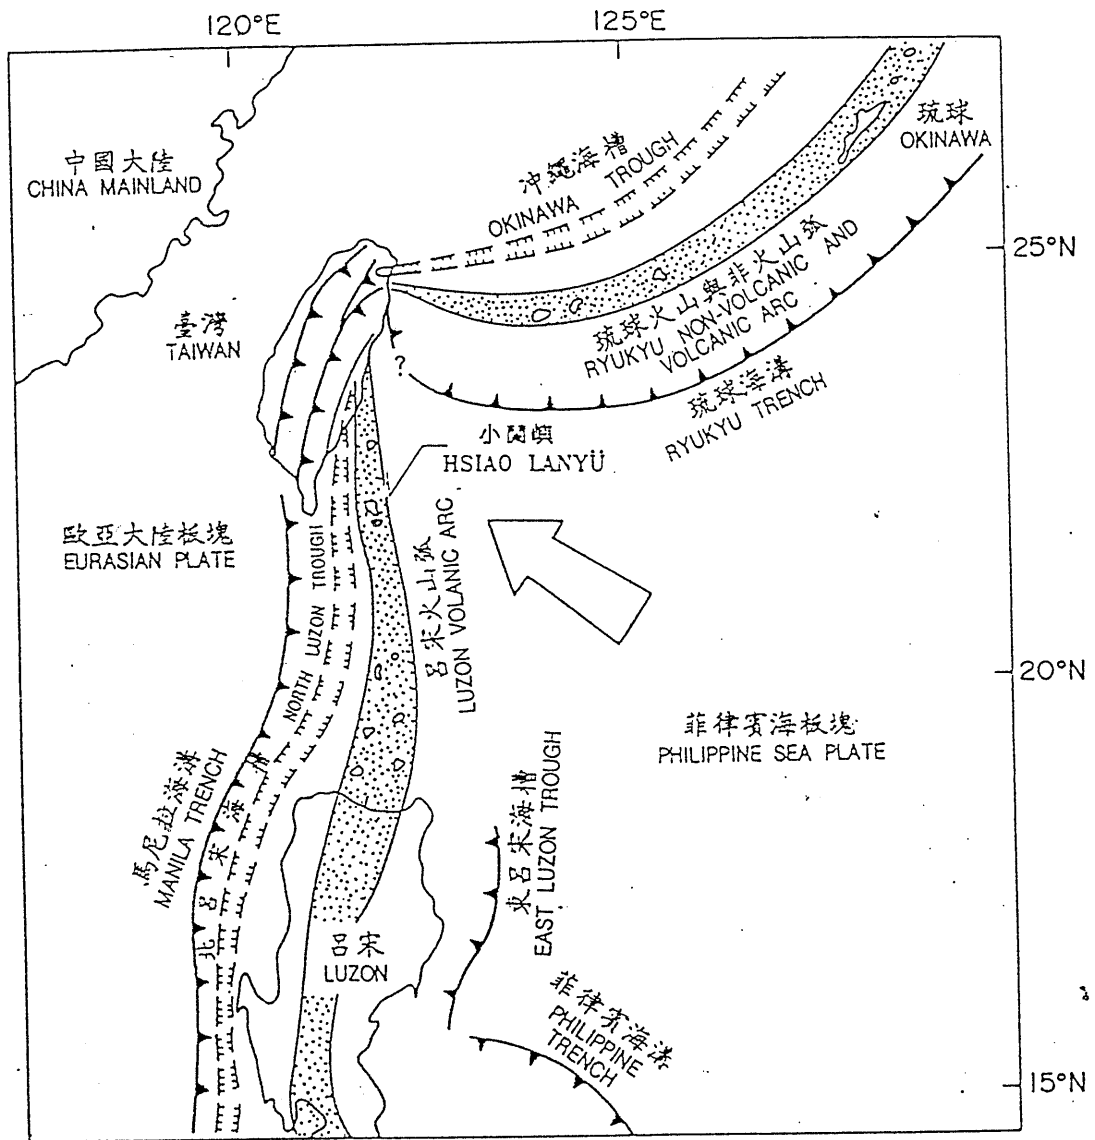 120°E
125°E
中國大陸
CHINA MAINLAND
沖繩海槽
OKINAWA TROUGH
琉球
OKINAWA
25°N
臺灣
TAIWAN
琉球火山與非火山弧
RYUKYU NON-VOLCANIC AND
VOLCANIC ARC
?
琉球海溝
RYUKYU TRENCH
小蘭嶼
HSIAO LANYÜ
歐亞大陸板塊
EURASIAN PLATE
北呂宋海槽
NORTH LUZON TROUGH
呂宋火山弧
LUZON VOLANIC ARC
20°N
菲律賓海板塊
PHILIPPINE SEA PLATE
馬尼拉海溝
MANILA TRENCH
東呂宋海槽
EAST LUZON TROUGH
呂宋
LUZON
菲律賓海溝
PHILIPPINE
TRENCH
15°N